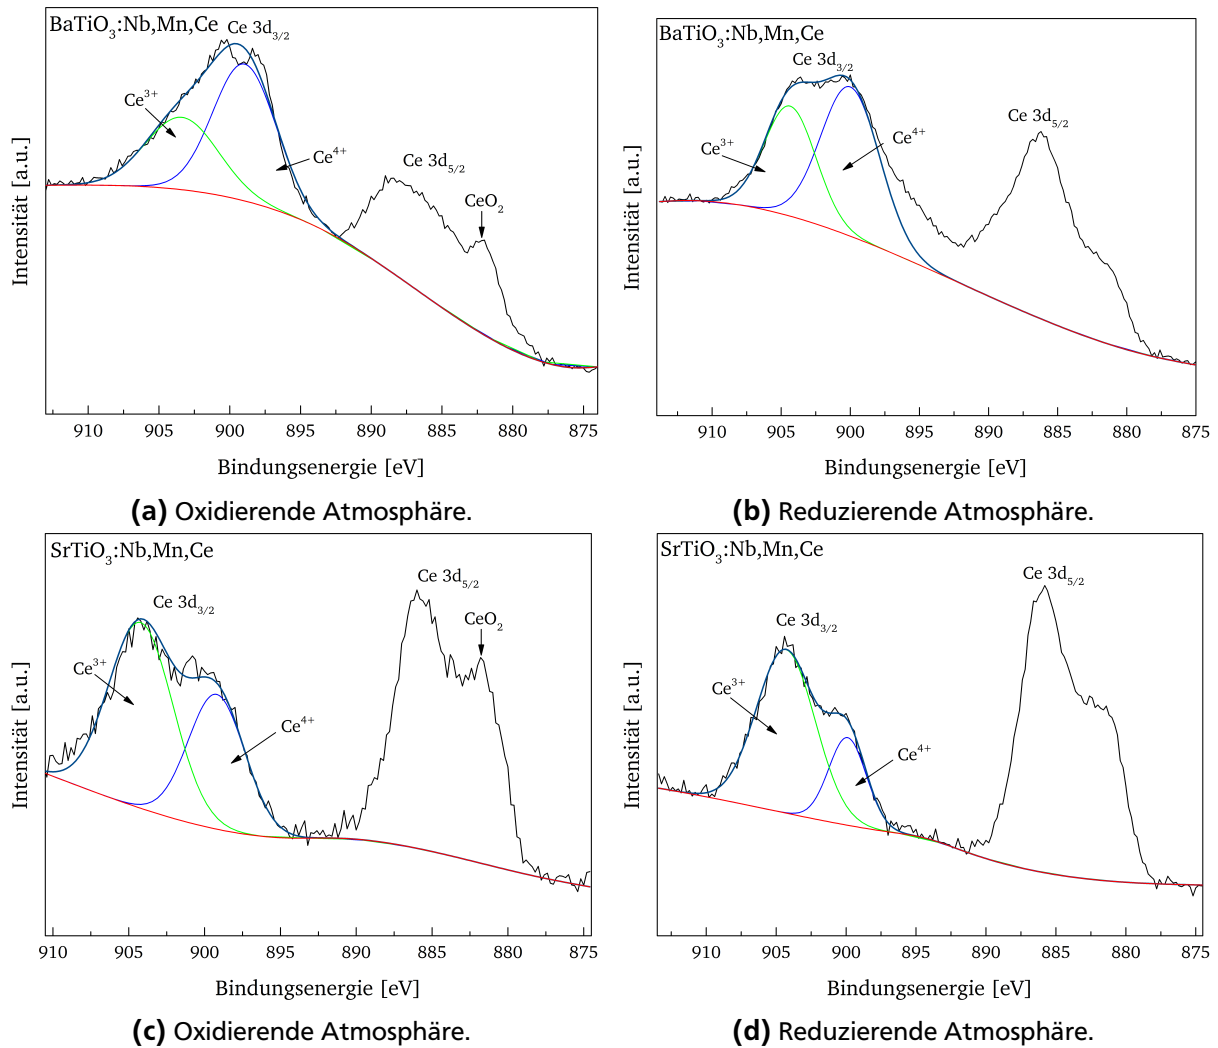 BaTiO₃:Nb,Mn,Ce
Ce 3d₃/₂
Ce³⁺
Ce⁴⁺
Ce 3d₅/₂
CeO₂
Intensität [a.u.]
910 905 900 895 890 885 880 875
Bindungsenergie [eV]
(a) Oxidierende Atmosphäre.
BaTiO₃:Nb,Mn,Ce
Ce 3d₃/₂
Ce 3d₅/₂
Ce³⁺
Ce⁴⁺
Intensität [a.u.]
910 905 900 895 890 885 880 875
Bindungsenergie [eV]
(b) Reduzierende Atmosphäre.
SrTiO₃:Nb,Mn,Ce
Ce 3d₅/₂
Ce 3d₃/₂
CeO₂
Ce³⁺
Ce⁴⁺
Intensität [a.u.]
910 905 900 895 890 885 880 875
Bindungsenergie [eV]
(c) Oxidierende Atmosphäre.
SrTiO₃:Nb,Mn,Ce
Ce 3d₅/₂
Ce 3d₃/₂
Ce³⁺
Ce⁴⁺
Intensität [a.u.]
910 905 900 895 890 885 880 875
Bindungsenergie [eV]
(d) Reduzierende Atmosphäre.